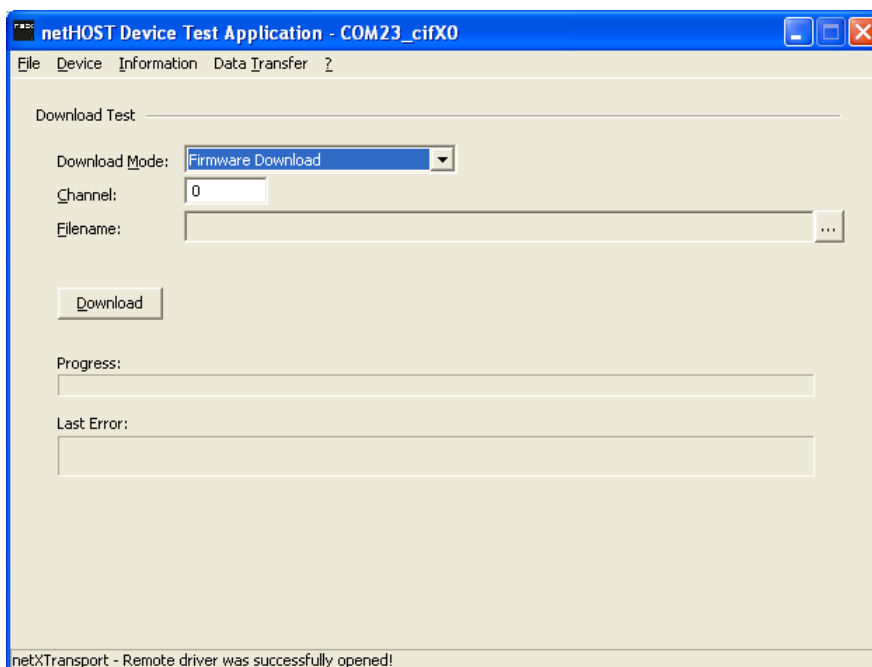 netHOST Device Test Application - COM23_cifX0
File Device Information Data Transfer ?
Download Test
Download Mode: Firmware Download
Channel: 0
Filename: ...
Download
Progress:
Last Error:
netXTransport - Remote driver was successfully opened!